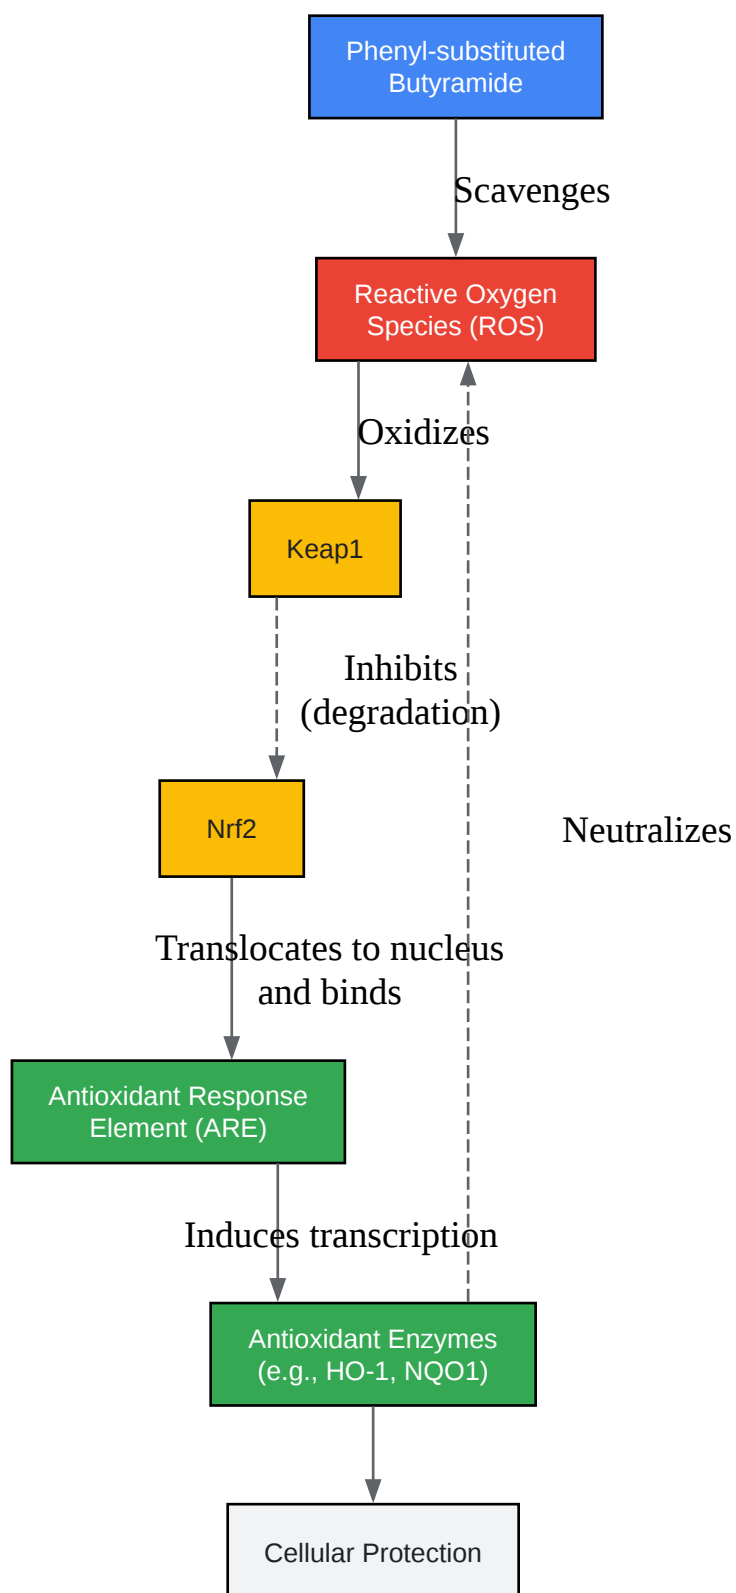 Phenyl-substituted
Butyramide
Scavenges
Reactive Oxygen
Species (ROS)
Oxidizes
Keap1
Inhibits
(degradation)
Nrf2
Neutralizes
Translocates to nucleus
and binds
Antioxidant Response
Element (ARE)
Induces transcription
Antioxidant Enzymes
(e.g., HO-1, NQO1)
Cellular Protection